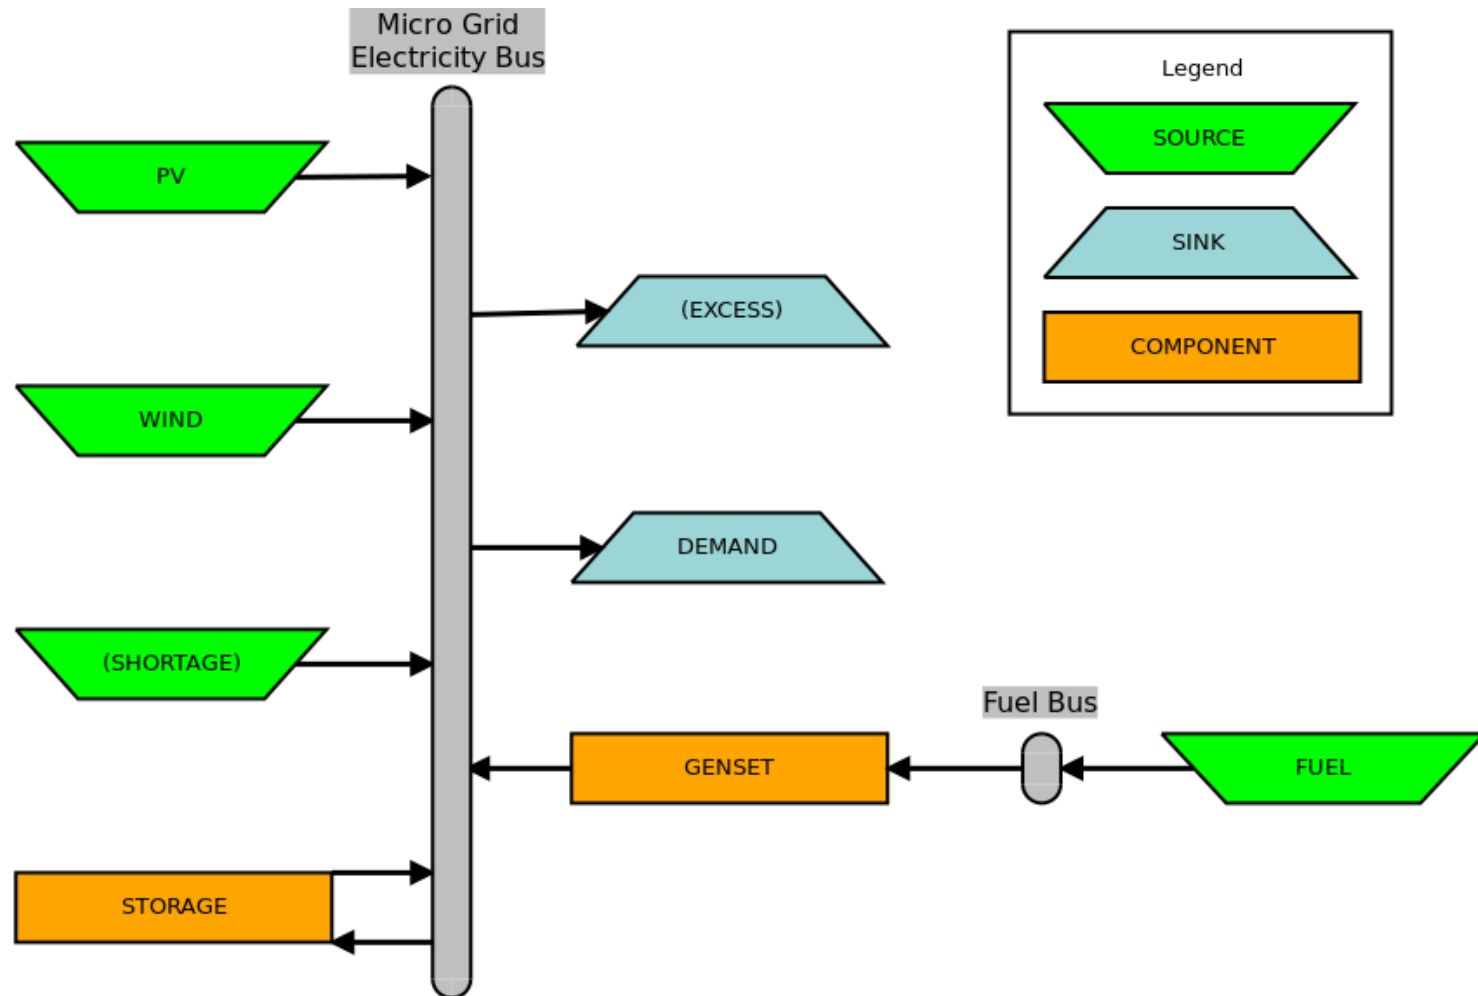 Micro Grid
Electricity Bus
Legend
SOURCE
PV
SINK
(EXCESS)
COMPONENT
WIND
DEMAND
(SHORTAGE)
Fuel Bus
GENSET
FUEL
STORAGE